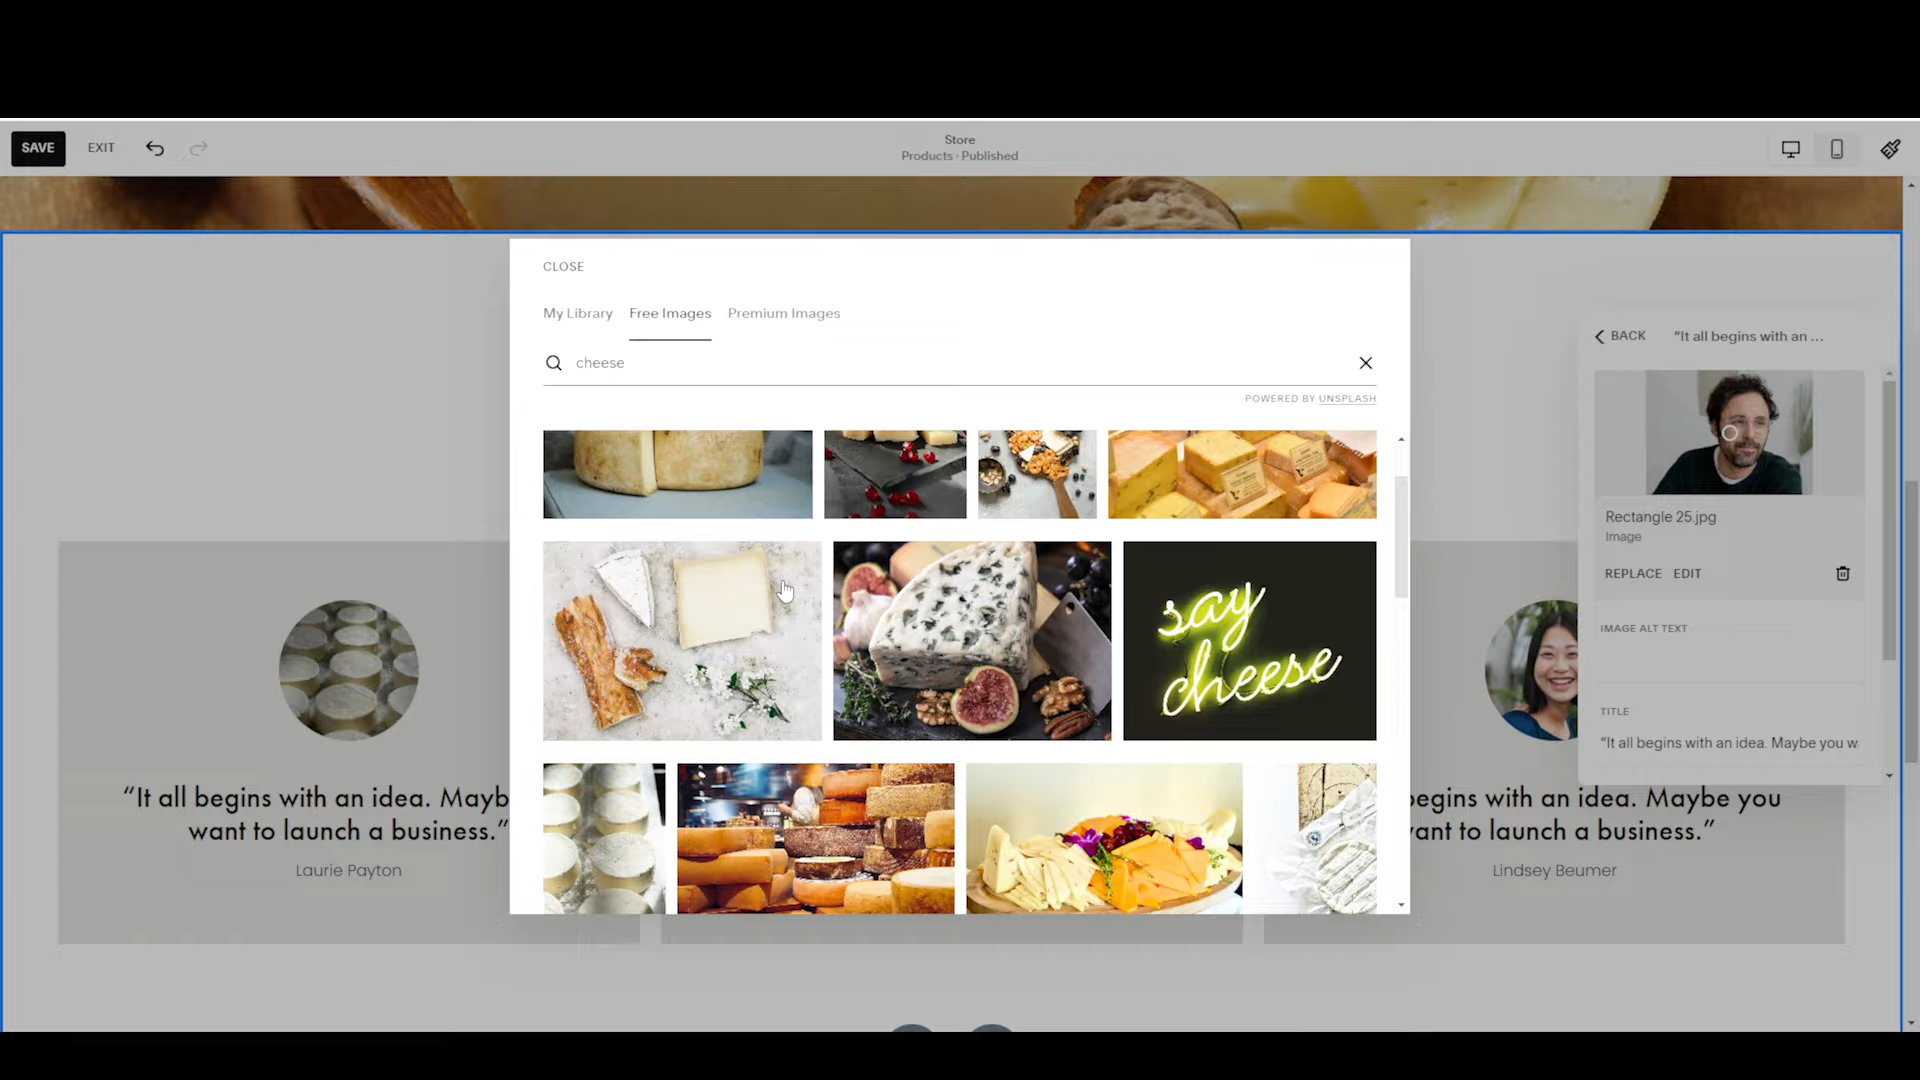 SAVE
EXIT
Store
Products · Published
CLOSE
My Library
Free Images
Premium Images
cheese
POWERED BY UNSPLASH
say
cheese
BACK
“It all begins with an ...
Rectangle 25.jpg
Image
REPLACE
EDIT
IMAGE ALT TEXT
TITLE
“It all begins with an idea. Maybe you w
“It all begins with an idea. Mayb
want to launch a business.”
Laurie Payton
begins with an idea. Maybe you
want to launch a business.”
Lindsey Beumer